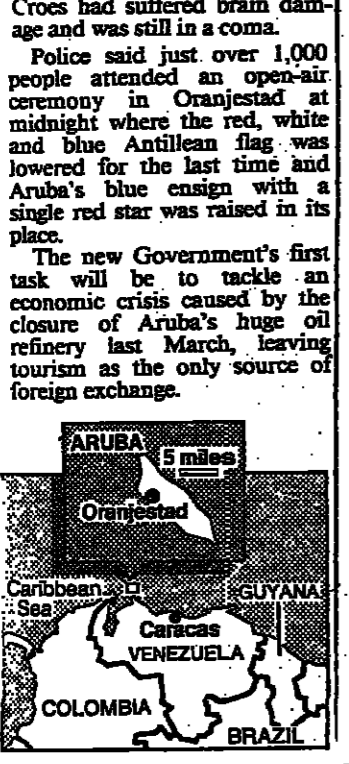 Croes had suffered brain dam-
age and was still in a coma.
Police said just over 1,000
people attended an open-air
ceremony in Oranjestad at
midnight where the red, white
and blue Antillean flag was
lowered for the last time and
Aruba's blue ensign with a
single red star was raised in its
place.
The new Government's first
task will be to tackle an
economic crisis caused by the
closure of Aruba's huge oil
refinery last March, leaving
tourism as the only source of
foreign exchange.
ARUBA
5 miles
Oranjestad
Caribbean
Sea
GUYANA
Caracas
VENEZUELA
COLOMBIA
BRAZIL